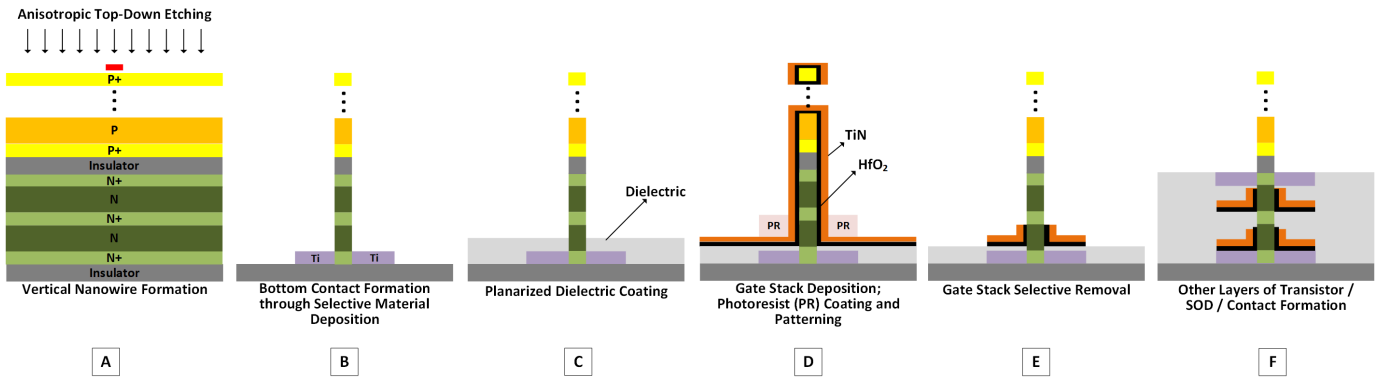 Anisotropic Top-Down Etching
P+
P
P+
Insulator
N+
N
N+
N
N+
Insulator
Vertical Nanowire Formation
A
Ti
Ti
Bottom Contact Formation
through Selective Material
Deposition
B
Dielectric
Planarized Dielectric Coating
C
TiN
HfO₂
PR
PR
Gate Stack Deposition;
Photoresist (PR) Coating and
Patterning
D
Gate Stack Selective Removal
E
Other Layers of Transistor /
SOD / Contact Formation
F